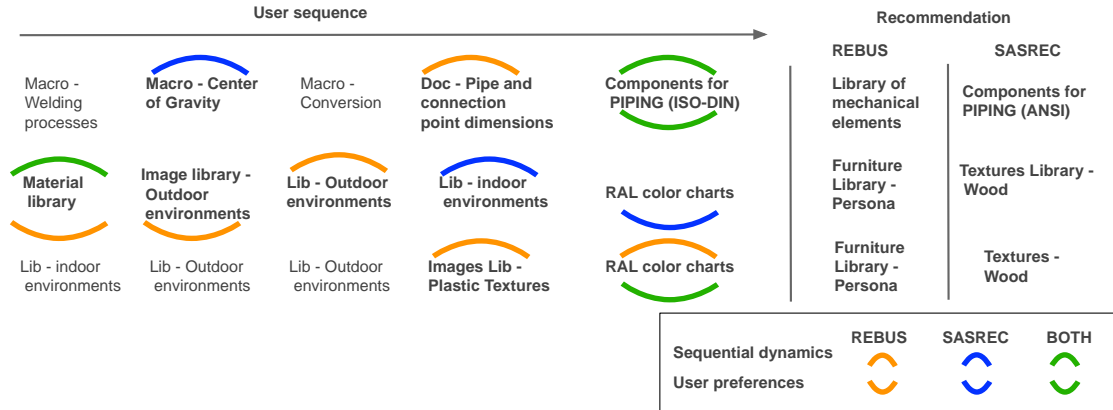 User sequence
Recommendation
REBUS SASREC
Macro -
Welding
processes
Macro - Center
of Gravity
Macro -
Conversion
Doc - Pipe and
connection
point dimensions
Components for
PIPING (ISO-DIN)
Library of
mechanical
elements
Components for
PIPING (ANSI)
Material
library
Image library -
Outdoor
environments
Lib - Outdoor
environments
Lib - indoor
environments
RAL color charts
Furniture
Library -
Persona
Textures Library -
Wood
Lib - indoor
environments
Lib - Outdoor
environments
Lib - Outdoor
environments
Images Lib -
Plastic Textures
RAL color charts
Furniture
Library -
Persona
Textures -
Wood
REBUS SASREC BOTH
Sequential dynamics
User preferences